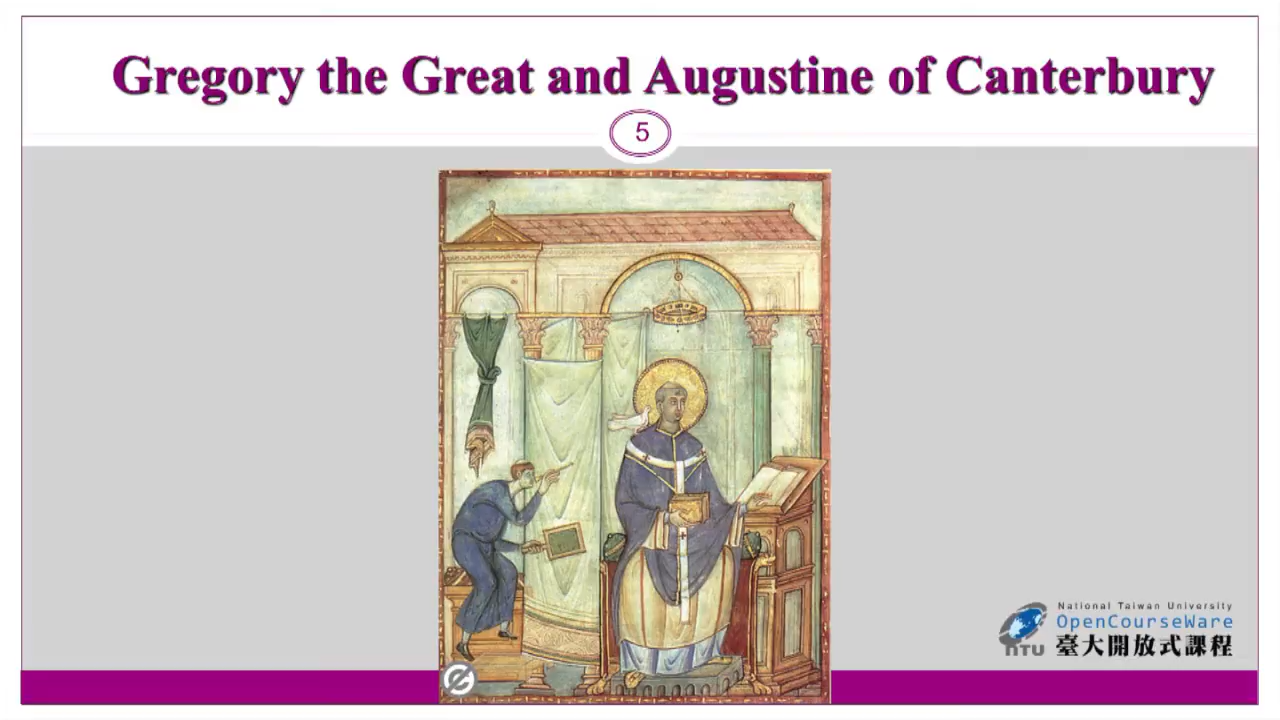 Gregory the Great and Augustine of Canterbury
5
National Taiwan University
OpenCourseWare
NTU 臺大開放式課程